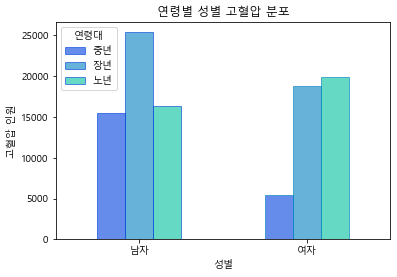 연령별 성별 고혈압 분포
연령대
중년
장년
노년
고혈압 인원
25000
20000
15000
10000
5000
0
남자
여자
성별